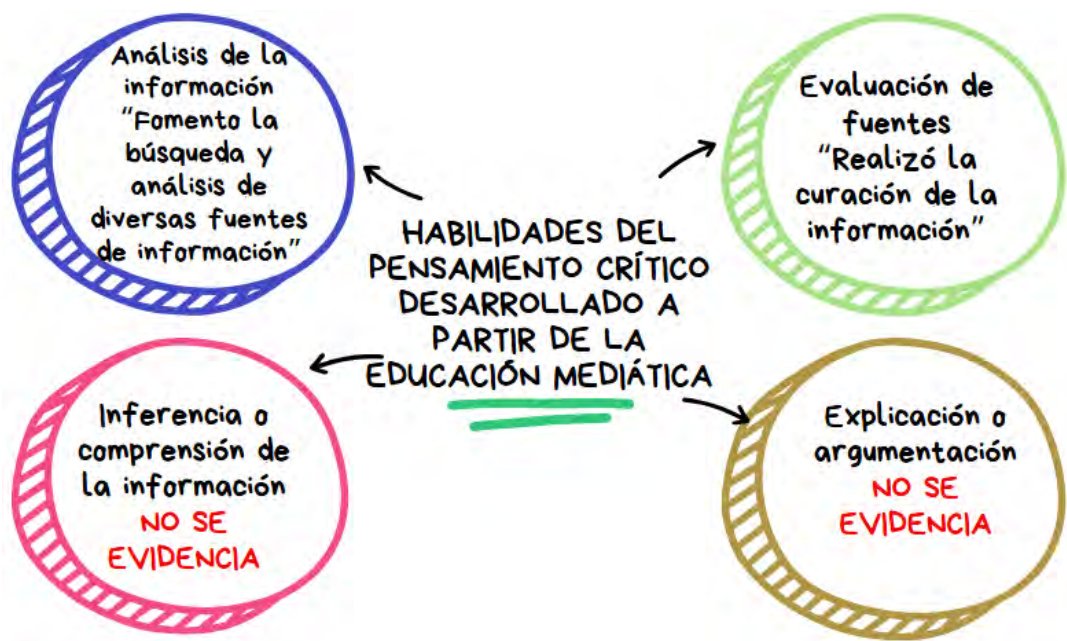 Análisis de la
información
"Fomento la
búsqueda y
análisis de
diversas fuentes
de información"
Evaluación de
fuentes
"Realizó la
curación de la
información"
HABILIDADES DEL
PENSAMIENTO CRÍTICO
DESARROLLADO A
PARTIR DE LA
EDUCACIÓN MEDIÁTICA
Inferencia o
comprensión de
la información
NO SE
EVIDENCIA
Explicación o
argumentación
NO SE
EVIDENCIA